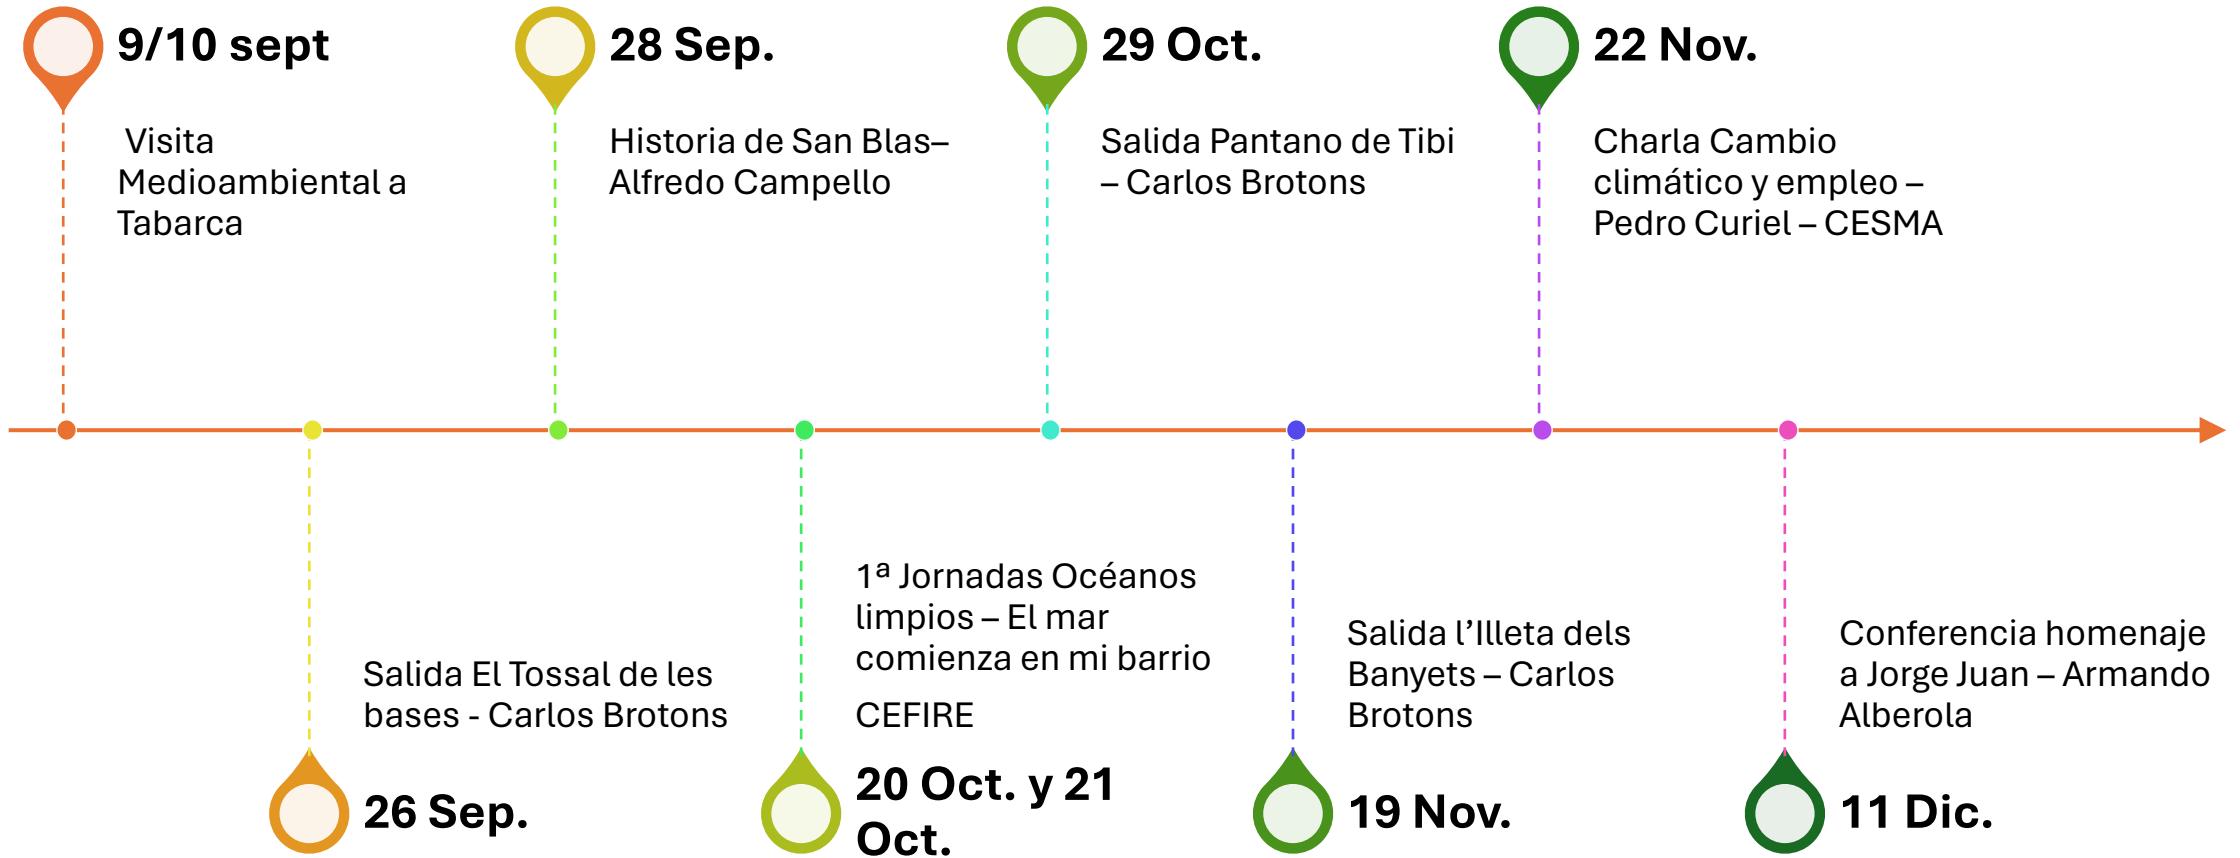 9/10 sept
Visita
Medioambiental a
Tabarca
28 Sep.
Historia de San Blas–
Alfredo Campello
29 Oct.
Salida Pantano de Tibi
– Carlos Brotons
22 Nov.
Charla Cambio
climático y empleo –
Pedro Curiel – CESMA
Salida El Tossal de les
bases - Carlos Brotons
26 Sep.
1ª Jornadas Océanos
limpios – El mar
comienza en mi barrio
CEFIRE
20 Oct. y 21
Oct.
Salida l’Illeta dels
Banyets – Carlos
Brotons
19 Nov.
Conferencia homenaje
a Jorge Juan – Armando
Alberola
11 Dic.